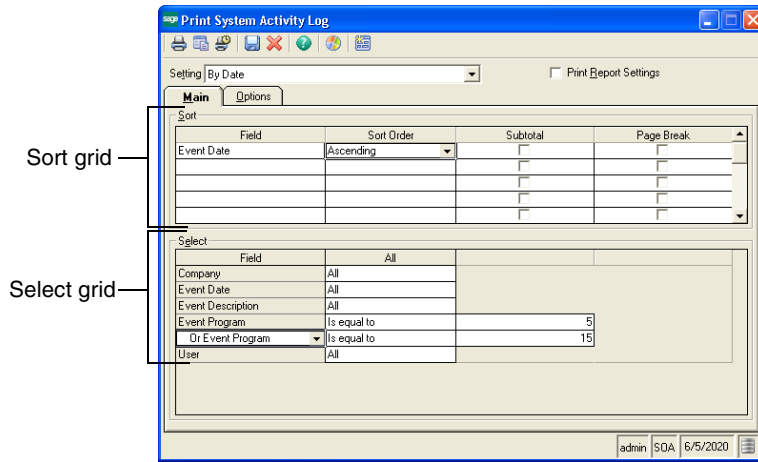 sage Print System Activity Log
Setting By Date Print Report Settings
Main Options
Sort
Field Sort Order Subtotal Page Break
Event Date Ascending
Sort grid
Select
Field All
Company All
Event Date All
Select grid
Event Description All
Event Program Is equal to 5
Or Event Program Is equal to 15
User All
admin SOA 6/5/2020